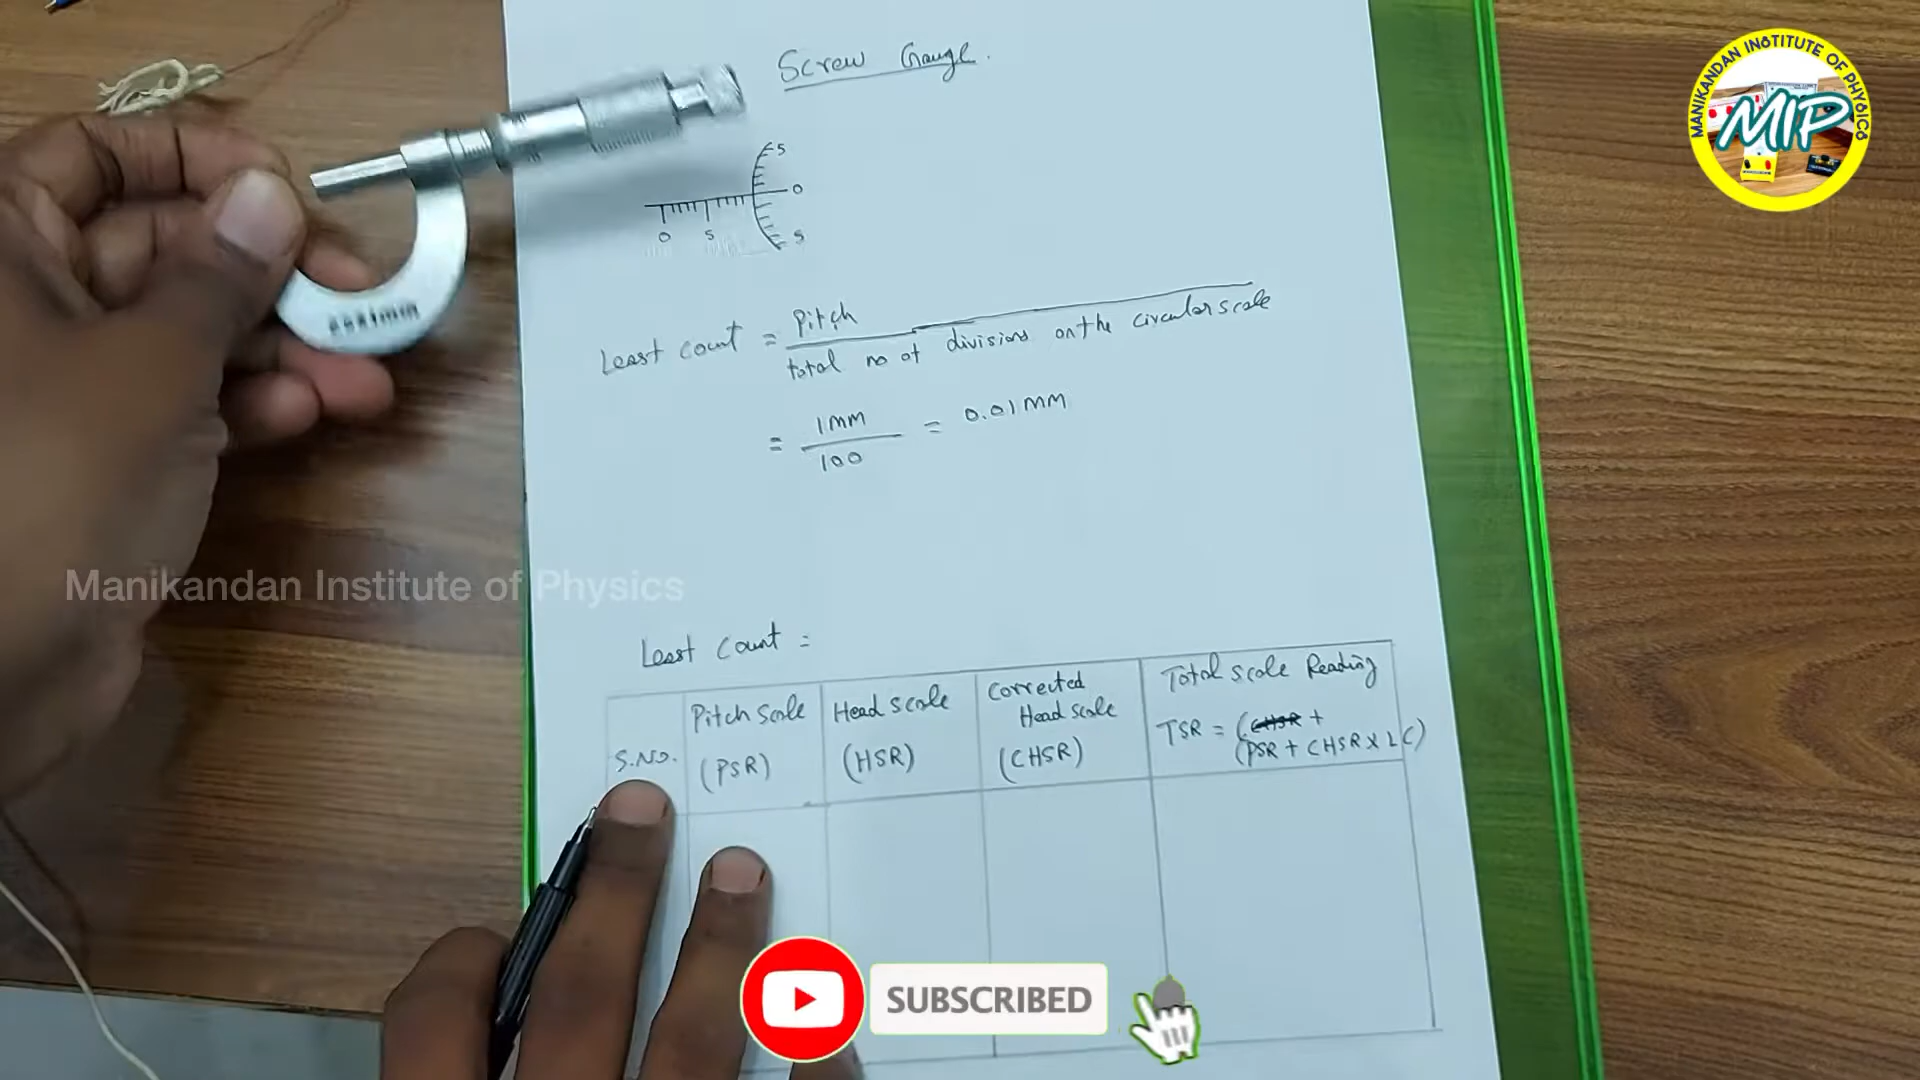 Screw Gauge.
5
0
0 5
5
Least count = Pitch
total no of divisions on the circular scale
= 1MM = 0.01MM
100
MANIKANDAN INSTITUTE OF PHYSICS
MIP
Manikandan Institute of Physics
Least Count =
S.NO. Pitch Scale Head scale Corrected Head scale Total scale Reading
(PSR) (HSR) (CHSR) TSR = (CHSR +
(PSR + CHSR X LC)
SUBSCRIBED